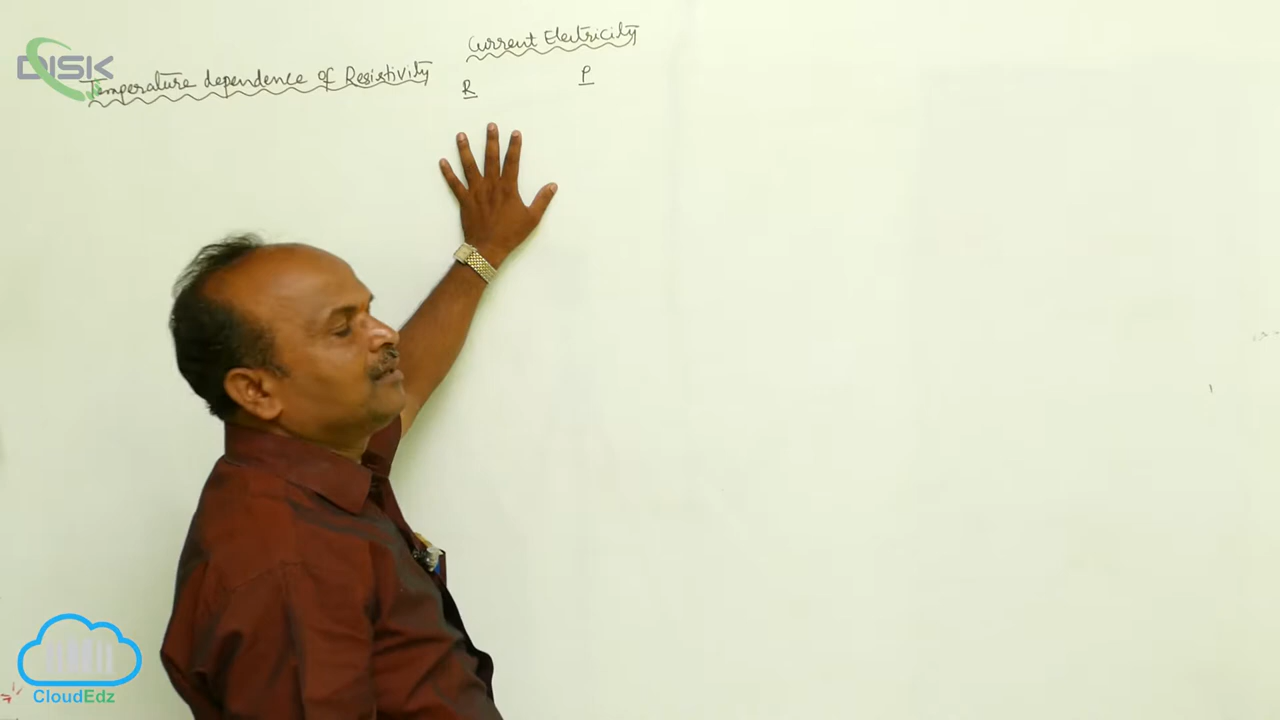 DISK
Current Electricity
Temperature dependence of Resistivity
R
ρ
CloudEdz